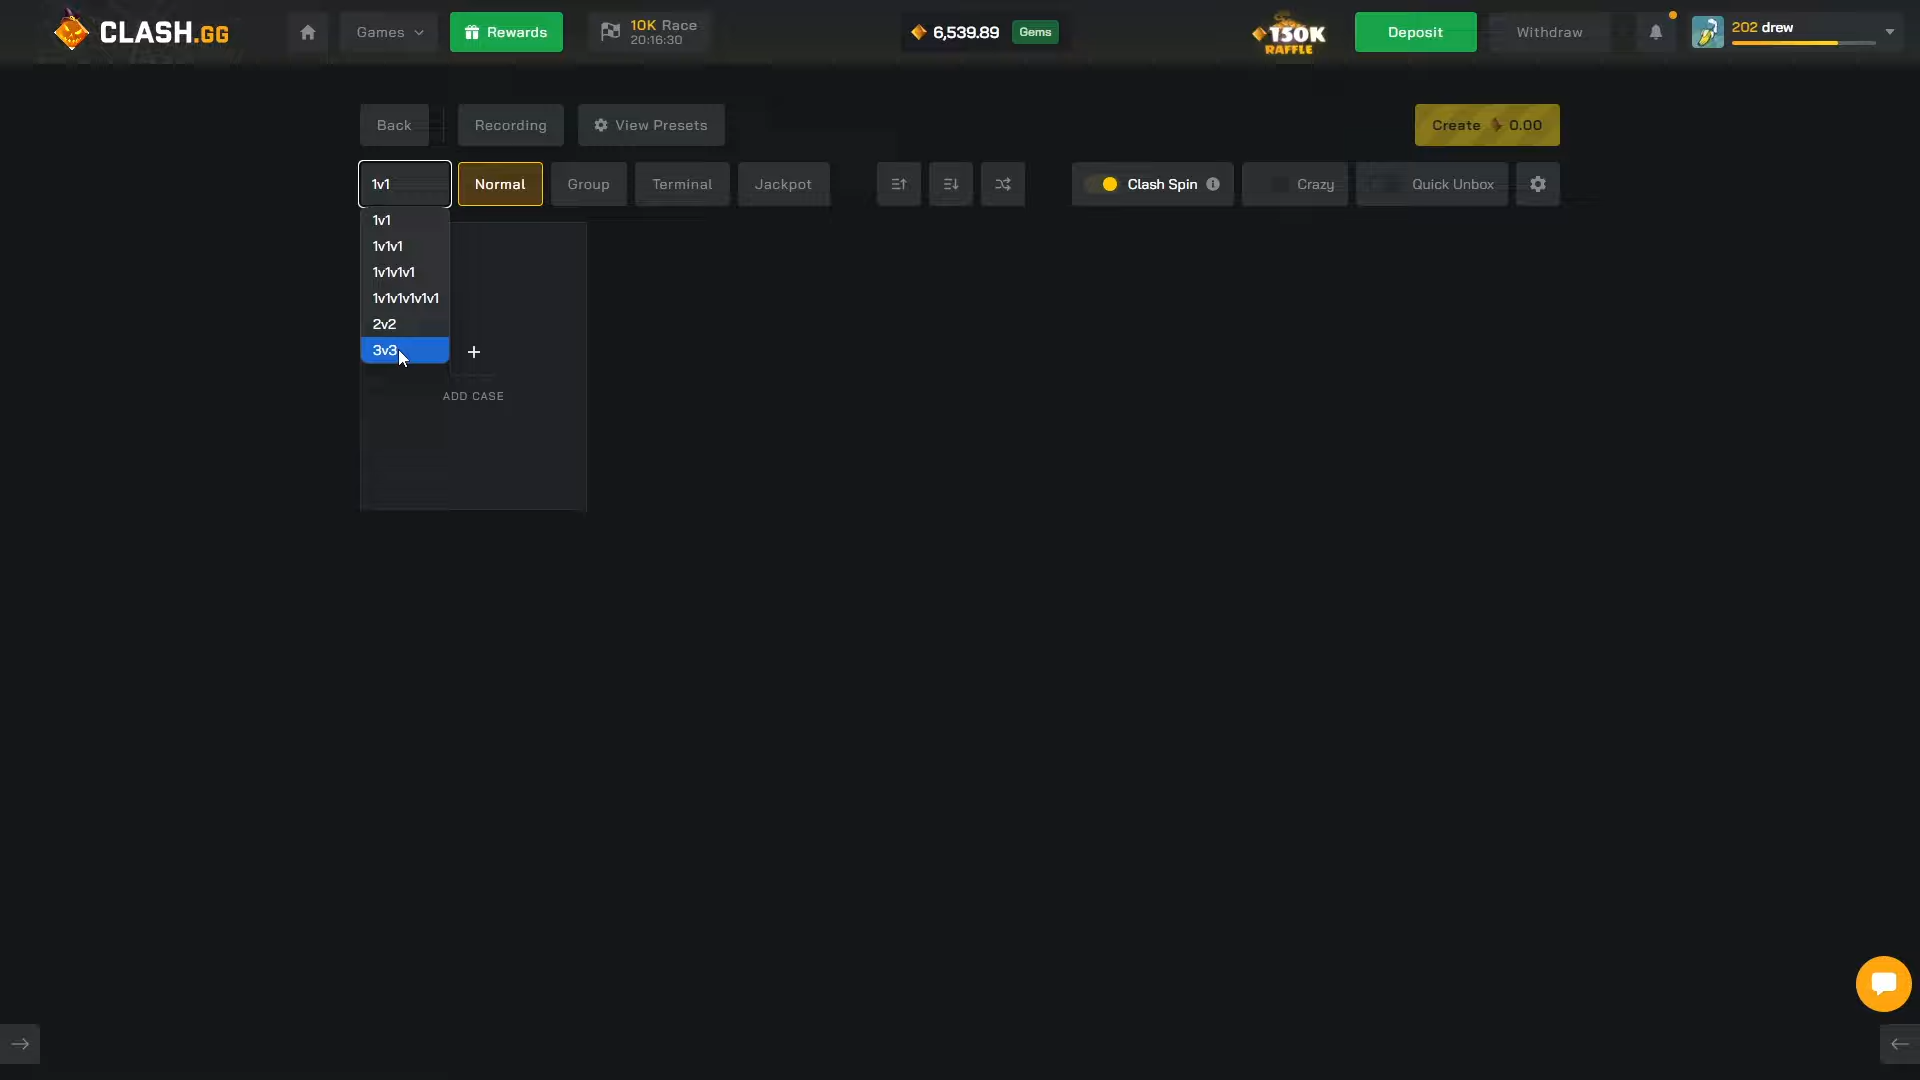 CLASH.GG
Games
Rewards
10K Race
20:16:30
6,539.89
Gems
130K
RAFFLE
Deposit
Withdraw
202 drew
Back
Recording
View Presets
Create 0.00
1v1
Normal
Group
Terminal
Jackpot
Clash Spin
Crazy
Quick Unbox
1v1
1v1v1
1v1v1v1
1v1v1v1v1v1
2v2
3v3
+
ADD CASE